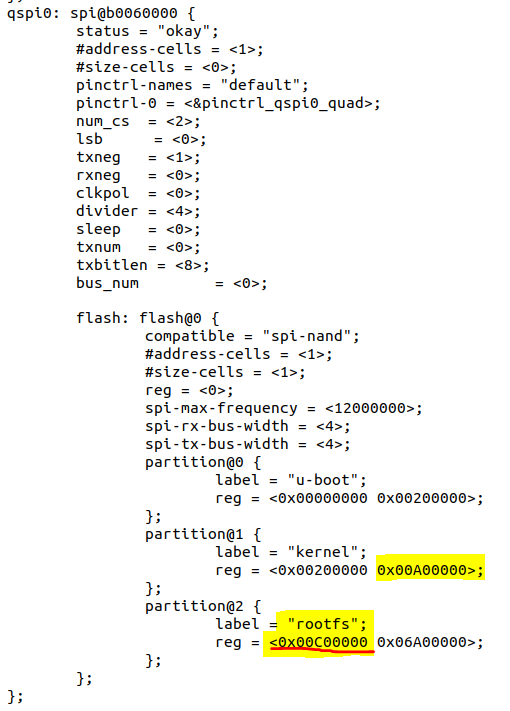 qspi0: spi@b0060000 {
status = "okay";
#address-cells = <1>;
#size-cells = <0>;
pinctrl-names = "default";
pinctrl-0 = <&pinctrl_qspi0_quad>;
num_cs = <2>;
lsb = <0>;
txneg = <1>;
rxneg = <0>;
clkpol = <0>;
divider = <4>;
sleep = <0>;
txnum = <0>;
txbitlen = <8>;
bus_num = <0>;
flash: flash@0 {
compatible = "spi-nand";
#address-cells = <1>;
#size-cells = <1>;
reg = <0>;
spi-max-frequency = <12000000>;
spi-rx-bus-width = <4>;
spi-tx-bus-width = <4>;
partition@0 {
label = "u-boot";
reg = <0x00000000 0x00200000>;
};
partition@1 {
label = "kernel";
reg = <0x00200000 0x00A00000>;
};
partition@2 {
label = "rootfs";
reg = <0x00C00000 0x06A00000>;
};
};
};